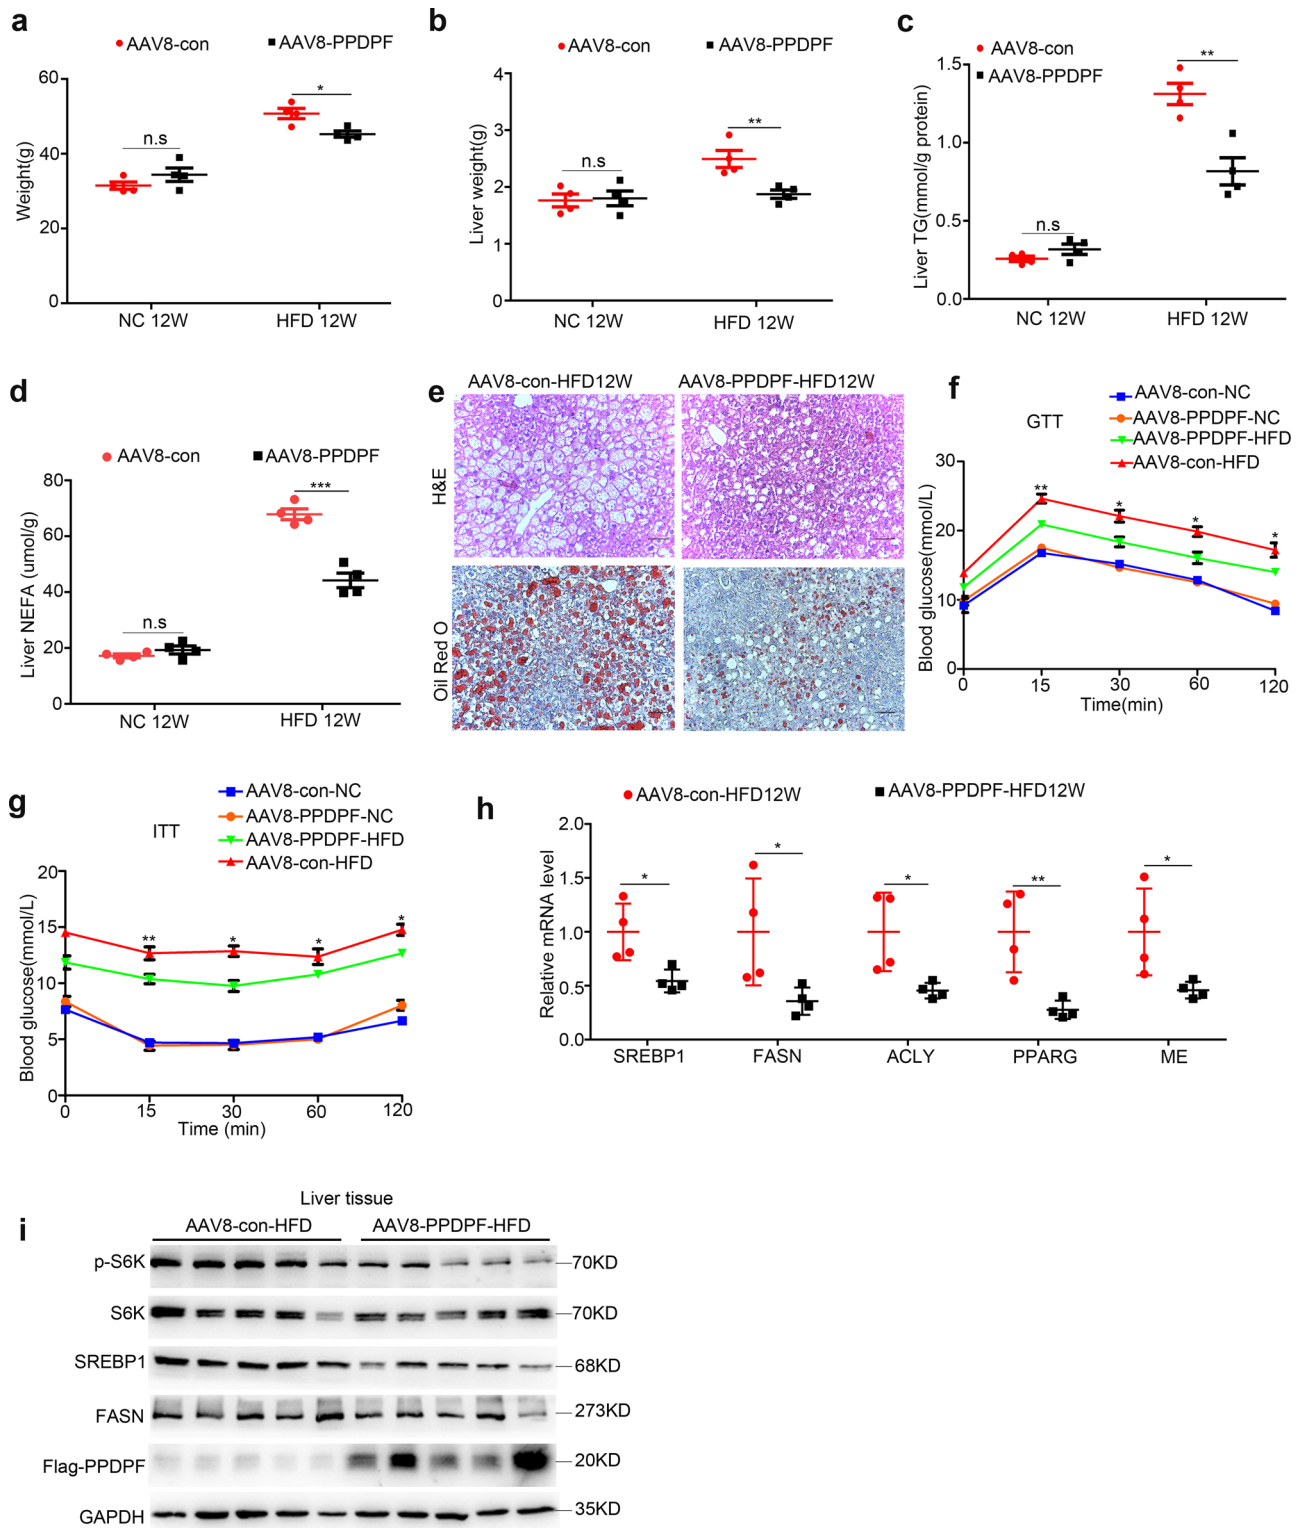 a
AAV8-con
AAV8-PPDPF
Weight(g)
60
40
20
0
n.s
*
NC 12W
HFD 12W
b
AAV8-con
AAV8-PPDPF
Liver weight(g)
4
3
2
1
0
n.s
**
NC 12W
HFD 12W
c
AAV8-con
AAV8-PPDPF
Liver TG(mmol/g protein)
1.5
1.0
0.5
0.0
n.s
**
NC 12W
HFD 12W
d
AAV8-con
AAV8-PPDPF
Liver NEFA (umol/g)
80
60
40
20
0
n.s
***
NC 12W
HFD 12W
e
AAV8-con-HFD12W
AAV8-PPDPF-HFD12W
H&E
Oil Red O
f
GTT
AAV8-con-NC
AAV8-PPDPF-NC
AAV8-PPDPF-HFD
AAV8-con-HFD
Blood glucose(mmol/L)
30
20
10
0
**
*
*
*
0
15
30
60
120
Time(min)
g
ITT
AAV8-con-NC
AAV8-PPDPF-NC
AAV8-PPDPF-HFD
AAV8-con-HFD
Blood glucose(mmol/L)
20
15
10
5
0
**
*
*
*
0
15
30
60
120
Time (min)
h
AAV8-con-HFD12W
AAV8-PPDPF-HFD12W
Relative mRNA level
2.0
1.5
1.0
0.5
0.0
*
*
*
**
*
SREBP1
FASN
ACLY
PPARG
ME
i
Liver tissue
AAV8-con-HFD
AAV8-PPDPF-HFD
p-S6K
70KD
S6K
70KD
SREBP1
68KD
FASN
273KD
Flag-PPDPF
20KD
GAPDH
35KD